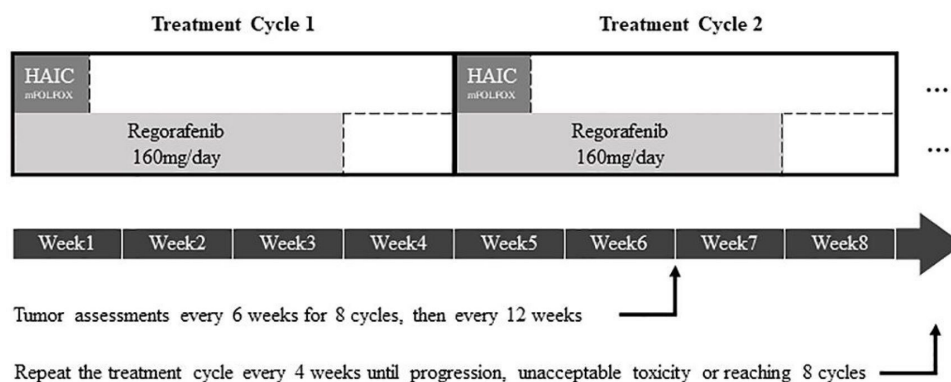 Treatment Cycle 1
Treatment Cycle 2
HAIC
mFOLFOX
HAIC
mFOLFOX
...
Regorafenib
160mg/day
Regorafenib
160mg/day
...
Week1 Week2 Week3 Week4 Week5 Week6 Week7 Week8
Tumor assessments every 6 weeks for 8 cycles, then every 12 weeks
Repeat the treatment cycle every 4 weeks until progression, unacceptable toxicity or reaching 8 cycles